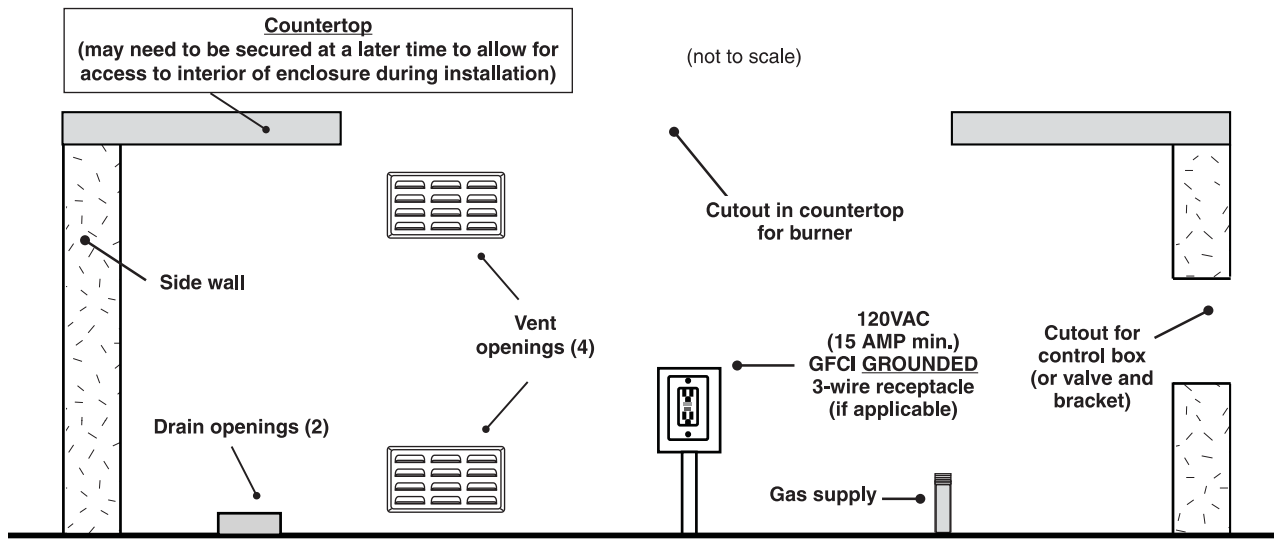 Countertop
(may need to be secured at a later time to allow for
access to interior of enclosure during installation)
(not to scale)
Cutout in countertop
for burner
Side wall
Vent
openings (4)
120VAC
(15 AMP min.)
GFCI GROUNDED
3-wire receptacle
(if applicable)
Cutout for
control box
(or valve and
bracket)
Drain openings (2)
Gas supply